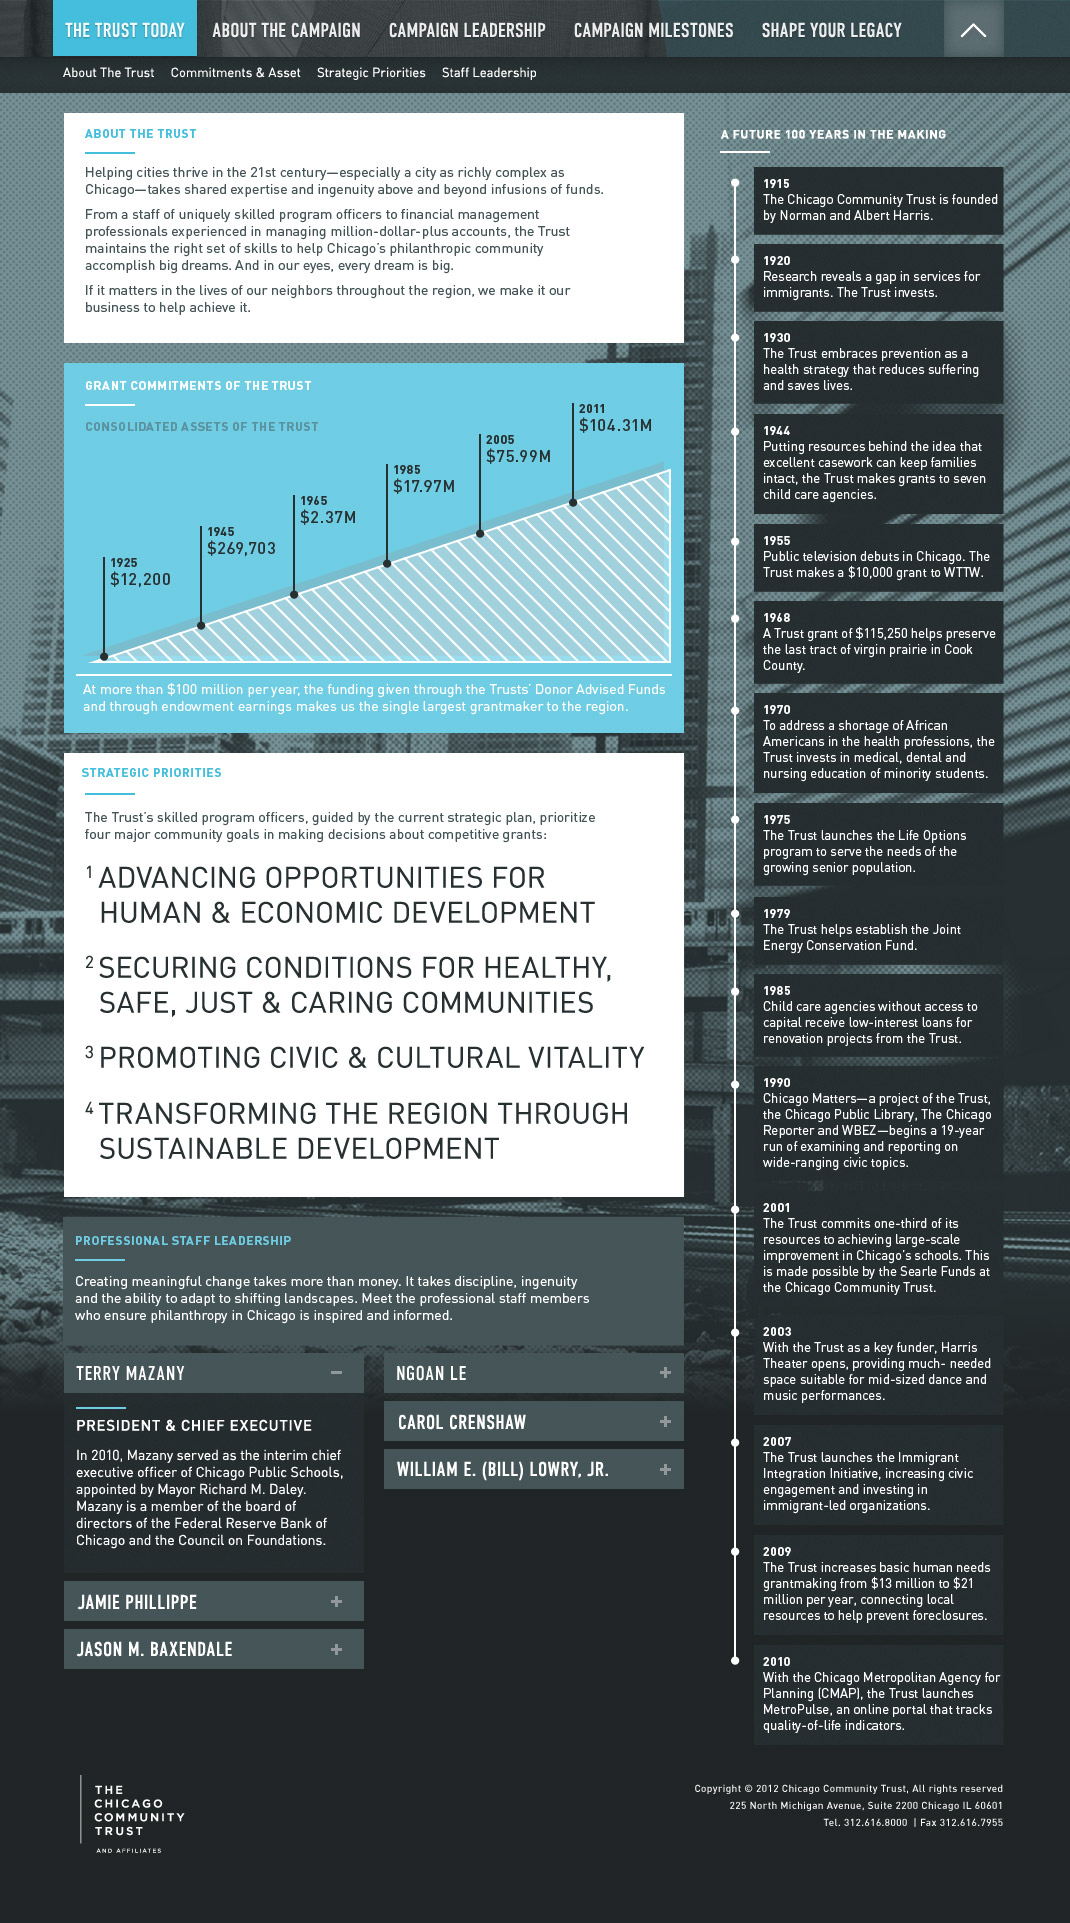 THE TRUST TODAY
ABOUT THE CAMPAIGN
CAMPAIGN LEADERSHIP
CAMPAIGN MILESTONES
SHAPE YOUR LEGACY
About The Trust
Commitments & Asset
Strategic Priorities
Staff Leadership
ABOUT THE TRUST
Helping cities thrive in the 21st century—especially a city as richly complex as
Chicago—takes shared expertise and ingenuity above and beyond infusions of funds.
From a staff of uniquely skilled program officers to financial management
professionals experienced in managing million-dollar-plus accounts, the Trust
maintains the right set of skills to help Chicago's philanthropic community
accomplish big dreams. And in our eyes, every dream is big.
If it matters in the lives of our neighbors throughout the region, we make it our
business to help achieve it.
GRANT COMMITMENTS OF THE TRUST
CONSOLIDATED ASSETS OF THE TRUST
1925
$12,200
1945
$269,703
1965
$2.37M
1985
$17.97M
2005
$75.99M
2011
$104.31M
At more than $100 million per year, the funding given through the Trusts' Donor Advised Funds
and through endowment earnings makes us the single largest grantmaker to the region.
STRATEGIC PRIORITIES
The Trust's skilled program officers, guided by the current strategic plan, prioritize
four major community goals in making decisions about competitive grants:
1 ADVANCING OPPORTUNITIES FOR
HUMAN & ECONOMIC DEVELOPMENT
2 SECURING CONDITIONS FOR HEALTHY,
SAFE, JUST & CARING COMMUNITIES
3 PROMOTING CIVIC & CULTURAL VITALITY
4 TRANSFORMING THE REGION THROUGH
SUSTAINABLE DEVELOPMENT
PROFESSIONAL STAFF LEADERSHIP
Creating meaningful change takes more than money. It takes discipline, ingenuity
and the ability to adapt to shifting landscapes. Meet the professional staff members
who ensure philanthropy in Chicago is inspired and informed.
TERRY MAZANY −
PRESIDENT & CHIEF EXECUTIVE
In 2010, Mazany served as the interim chief
executive officer of Chicago Public Schools,
appointed by Mayor Richard M. Daley.
Mazany is a member of the board of
directors of the Federal Reserve Bank of
Chicago and the Council on Foundations.
JAMIE PHILLIPPE +
JASON M. BAXENDALE +
NGOAN LE +
CAROL CRENSHAW +
WILLIAM E. (BILL) LOWRY, JR. +
A FUTURE 100 YEARS IN THE MAKING
1915
The Chicago Community Trust is founded
by Norman and Albert Harris.
1920
Research reveals a gap in services for
immigrants. The Trust invests.
1930
The Trust embraces prevention as a
health strategy that reduces suffering
and saves lives.
1944
Putting resources behind the idea that
excellent casework can keep families
intact, the Trust makes grants to seven
child care agencies.
1955
Public television debuts in Chicago. The
Trust makes a $10,000 grant to WTTW.
1968
A Trust grant of $115,250 helps preserve
the last tract of virgin prairie in Cook
County.
1970
To address a shortage of African
Americans in the health professions, the
Trust invests in medical, dental and
nursing education of minority students.
1975
The Trust launches the Life Options
program to serve the needs of the
growing senior population.
1979
The Trust helps establish the Joint
Energy Conservation Fund.
1985
Child care agencies without access to
capital receive low-interest loans for
renovation projects from the Trust.
1990
Chicago Matters—a project of the Trust,
the Chicago Public Library, The Chicago
Reporter and WBEZ—begins a 19-year
run of examining and reporting on
wide-ranging civic topics.
2001
The Trust commits one-third of its
resources to achieving large-scale
improvement in Chicago's schools. This
is made possible by the Searle Funds at
the Chicago Community Trust.
2003
With the Trust as a key funder, Harris
Theater opens, providing much- needed
space suitable for mid-sized dance and
music performances.
2007
The Trust launches the Immigrant
Integration Initiative, increasing civic
engagement and investing in
immigrant-led organizations.
2009
The Trust increases basic human needs
grantmaking from $13 million to $21
million per year, connecting local
resources to help prevent foreclosures.
2010
With the Chicago Metropolitan Agency for
Planning (CMAP), the Trust launches
MetroPulse, an online portal that tracks
quality-of-life indicators.
THE
CHICAGO
COMMUNITY
TRUST
AND AFFILIATES
Copyright © 2012 Chicago Community Trust, All rights reserved
225 North Michigan Avenue, Suite 2200 Chicago IL 60601
Tel. 312.616.8000 | Fax 312.616.7955